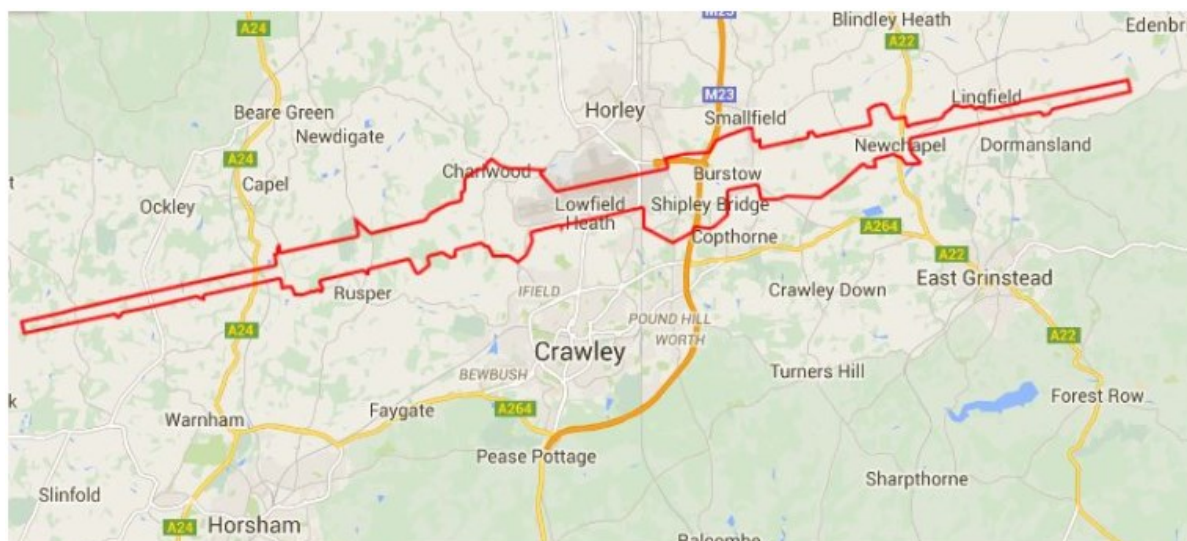 A24
M23
Blindley Heath
A22
Edenbr
Beare Green
Horley
M23
Smallfield
Lingfield
Newdigate
A24
Charlwood
Newchapel
Dormansland
t
Capel
Burstow
Ockley
Lowfield
Heath
Shipley Bridge
A264
Copthorne
A22
East Grinstead
Rusper
IFIELD
Crawley Down
A24
POUND HILL
WORTH
Crawley
A22
BEWBUSH
Turners Hill
k
Faygate
A264
Forest Row
Warnham
Pease Pottage
Sharpthorne
Slinfold
Horsham
A24
Balcombe